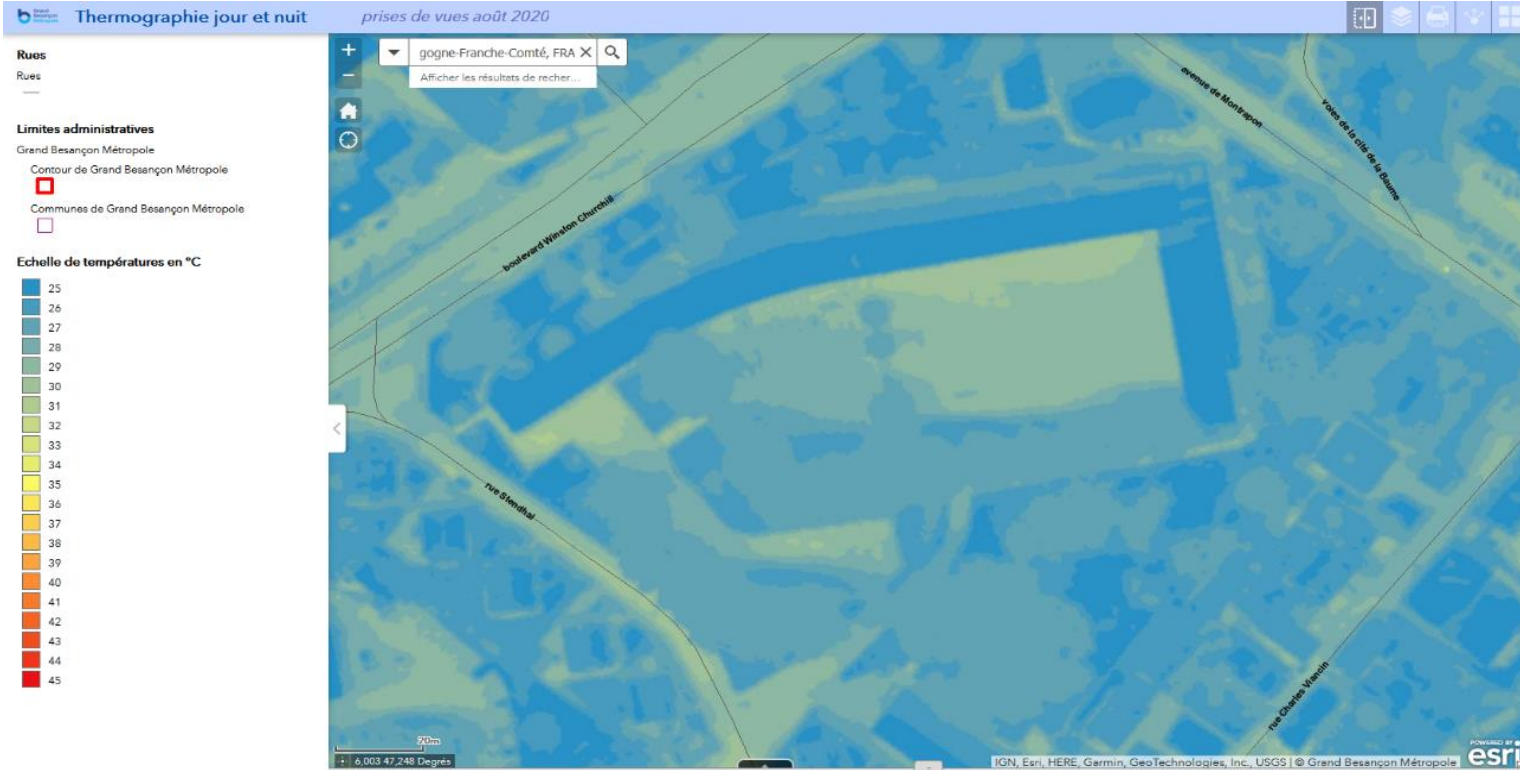 Grand
Besançon
Métropole
Thermographie jour et nuit
prises de vues août 2020
Rues
Rues
Limites administratives
Grand Besançon Métropole
Contour de Grand Besançon Métropole
Communes de Grand Besançon Métropole
Echelle de températures en °C
25
26
27
28
29
30
31
32
33
34
35
36
37
38
39
40
41
42
43
44
45
+
gogne-Franche-Comté, FRA
−
Afficher les résultats de recher...
avenue de Montrapon
voies de la cité de la Baume
boulevard Winston Churchill
rue Stendhal
rue Charles Viancin
20m
6,003 47,248 Degrés
IGN, Esri, HERE, Garmin, GeoTechnologies, Inc., USGS | © Grand Besançon Métropole
POWERED BY
esri